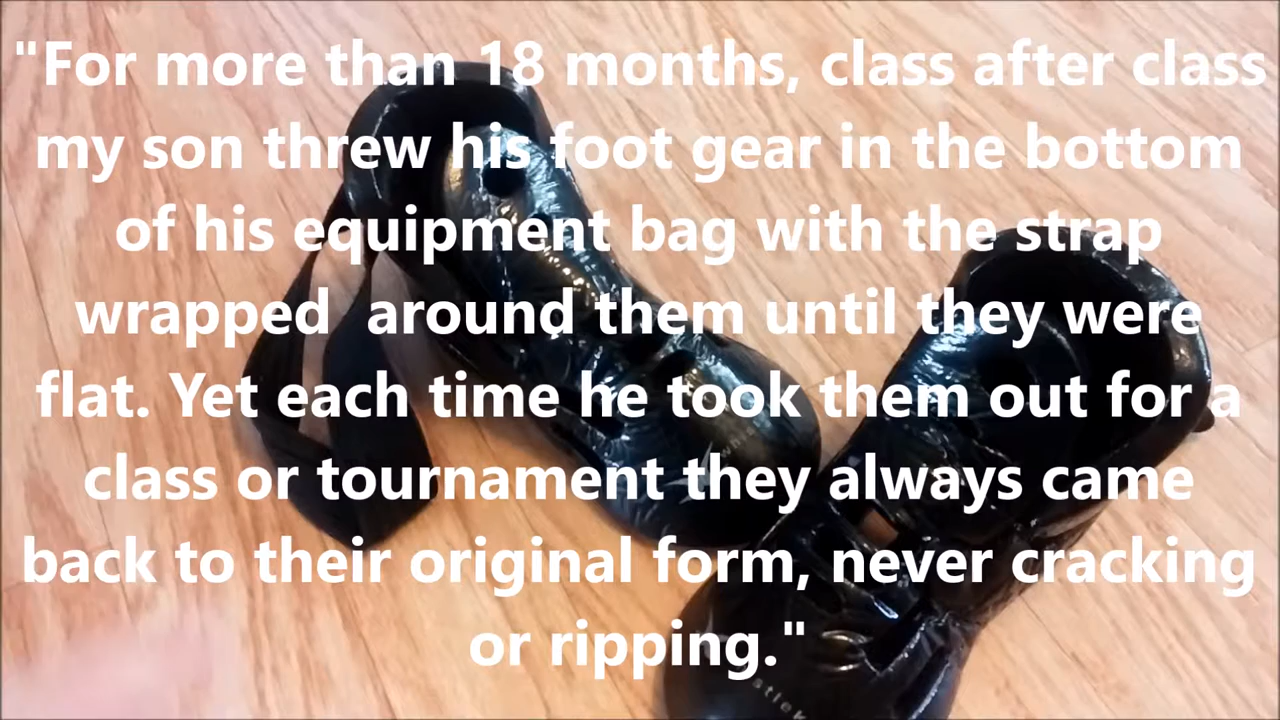 "For more than 18 months, class after class
my son threw his foot gear in the bottom
of his equipment bag with the strap
wrapped  around them until they were
flat. Yet each time he took them out for a
class or tournament they always came
back to their original form, never cracking
or ripping."